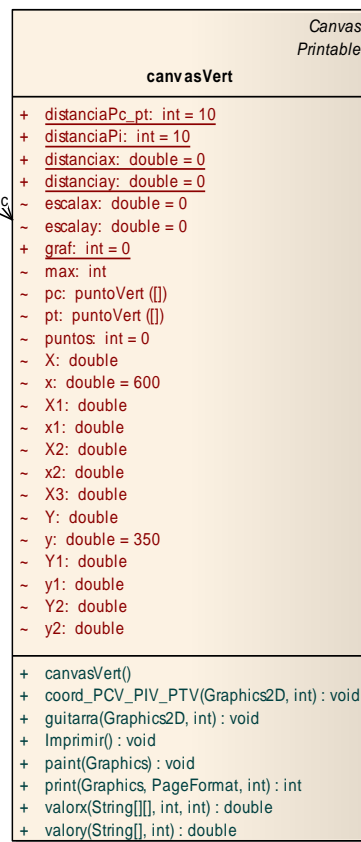 Canvas
Printable
canvasVert
+ distanciaPc_pt: int = 10
+ distanciaPi: int = 10
+ distanciax: double = 0
+ distanciay: double = 0
~ escalax: double = 0
~ escalay: double = 0
+ graf: int = 0
~ max: int
~ pc: puntoVert ([])
~ pt: puntoVert ([])
~ puntos: int = 0
~ X: double
~ x: double = 600
~ X1: double
~ x1: double
~ X2: double
~ x2: double
~ X3: double
~ Y: double
~ y: double = 350
~ Y1: double
~ y1: double
~ Y2: double
~ y2: double
+ canvasVert()
+ coord_PCV_PIV_PTV(Graphics2D, int) : void
+ guitarra(Graphics2D, int) : void
+ Imprimir() : void
+ paint(Graphics) : void
+ print(Graphics, PageFormat, int) : int
+ valorx(String[][], int, int) : double
+ valory(String[], int) : double